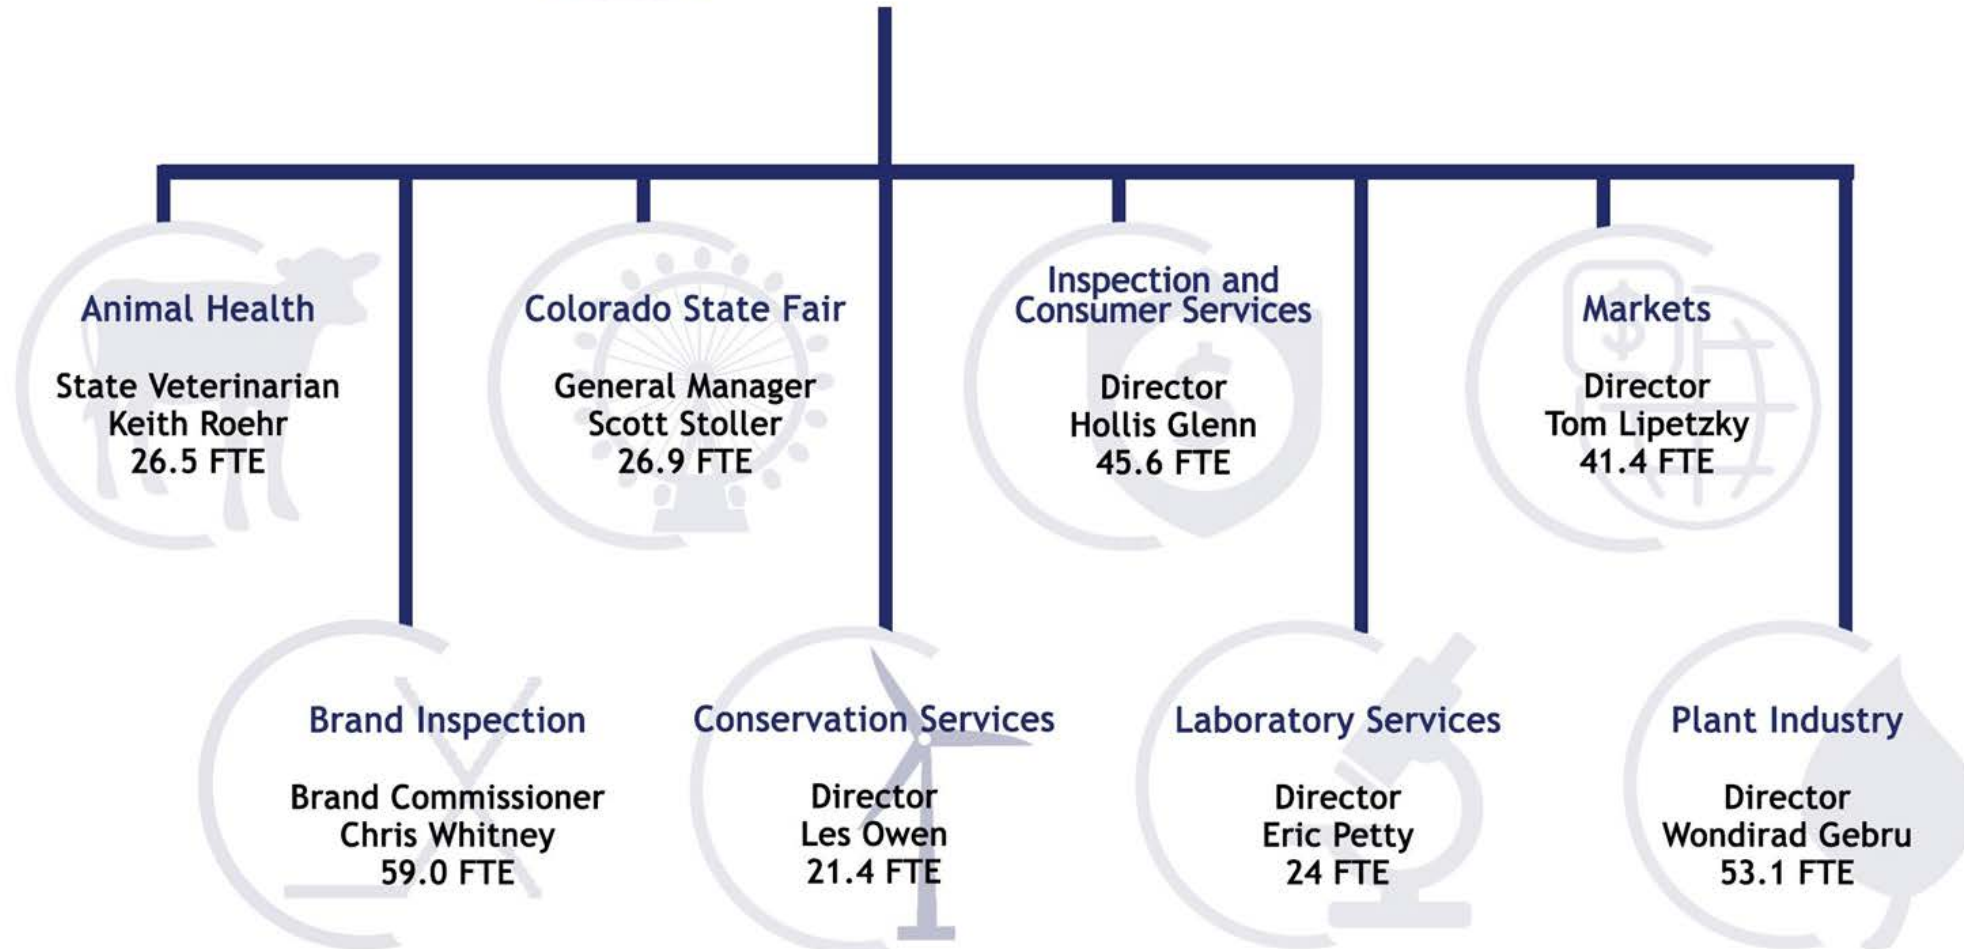 Animal Health
State Veterinarian
Keith Roehr
26.5 FTE
Colorado State Fair
General Manager
Scott Stoller
26.9 FTE
Inspection and
Consumer Services
Director
Hollis Glenn
45.6 FTE
Markets
Director
Tom Lipetzky
41.4 FTE
Brand Inspection
Brand Commissioner
Chris Whitney
59.0 FTE
Conservation Services
Director
Les Owen
21.4 FTE
Laboratory Services
Director
Eric Petty
24 FTE
Plant Industry
Director
Wondirad Gebru
53.1 FTE